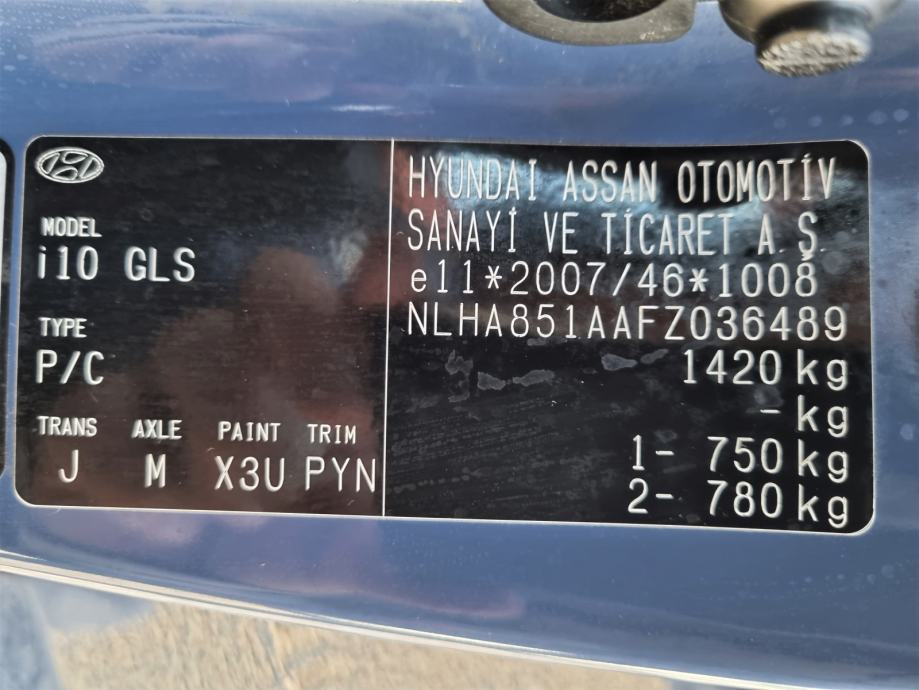 MODEL
i10 GLS
TYPE
P/C
TRANS AXLE PAINT TRIM
J M X3U PYN
HYUNDAI ASSAN OTOMOTİV
SANAYİ VE TİCARET A.Ş.
e11*2007/46*1008
NLHA851AAFZ036489
1420 kg
- kg
1- 750 kg
2- 780 kg